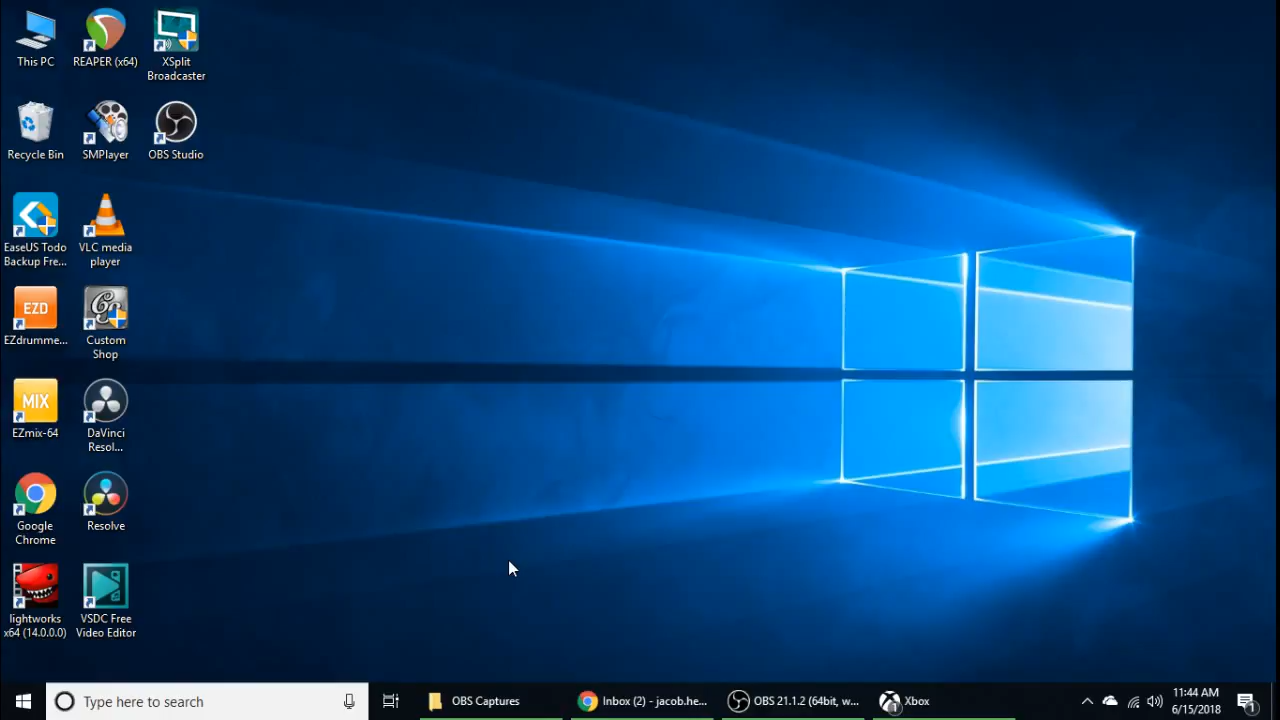 This PC
REAPER (x64)
XSplit
Broadcaster
Recycle Bin
SMPlayer
OBS Studio
EaseUS Todo
Backup Fre...
VLC media
player
EZD
EZdrumme...
Custom
Shop
MIX
EZmix-64
DaVinci
Resol...
Google
Chrome
Resolve
lightworks
x64 (14.0.0.0)
VSDC Free
Video Editor
Type here to search
OBS Captures
Inbox (2) - jacob.he...
OBS 21.1.2 (64bit, w...
1
Xbox
11:44 AM
6/15/2018
1